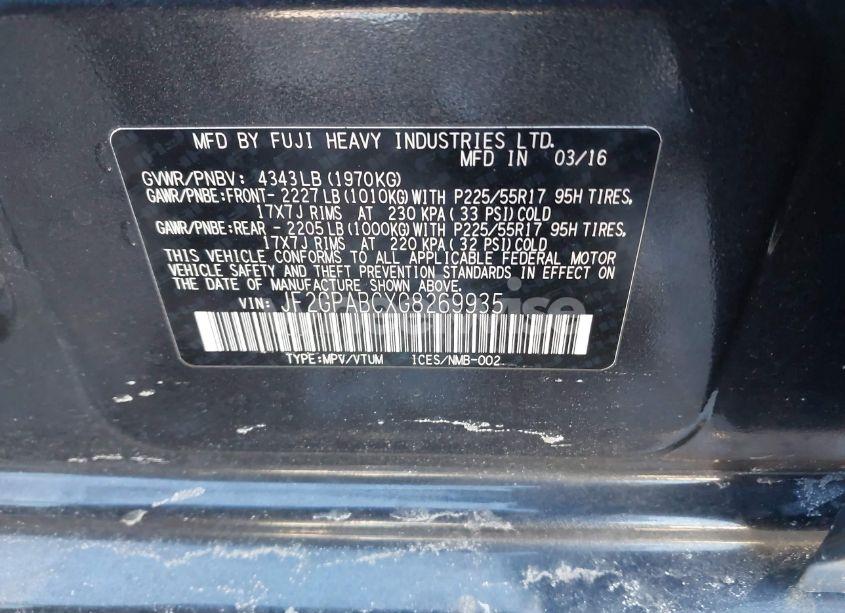 MFD BY FUJI HEAVY INDUSTRIES LTD.
MFD IN 03/16
GVWR/PNBV: 4343LB (1970KG)
GAWR/PNBE:FRONT- 2227LB (1010KG) WITH P225/55R17 95H TIRES,
17X7J RIMS AT 230 KPA ( 33 PSI) COLD
GAWR/PNBE:REAR - 2205LB (1000KG) WITH P225/55R17 95H TIRES,
17X7J RIMS AT 220 KPA ( 32 PSI) COLD
THIS VEHICLE CONFORMS TO ALL APPLICABLE FEDERAL MOTOR
VEHICLE SAFETY AND THEFT PREVENTION STANDARDS IN EFFECT ON
THE DATE OF MANUFACTURE SHOWN ABOVE.
VIN: JF2GPABCXG8269935
TYPE:MPV/VTUM ICES/NMB-002